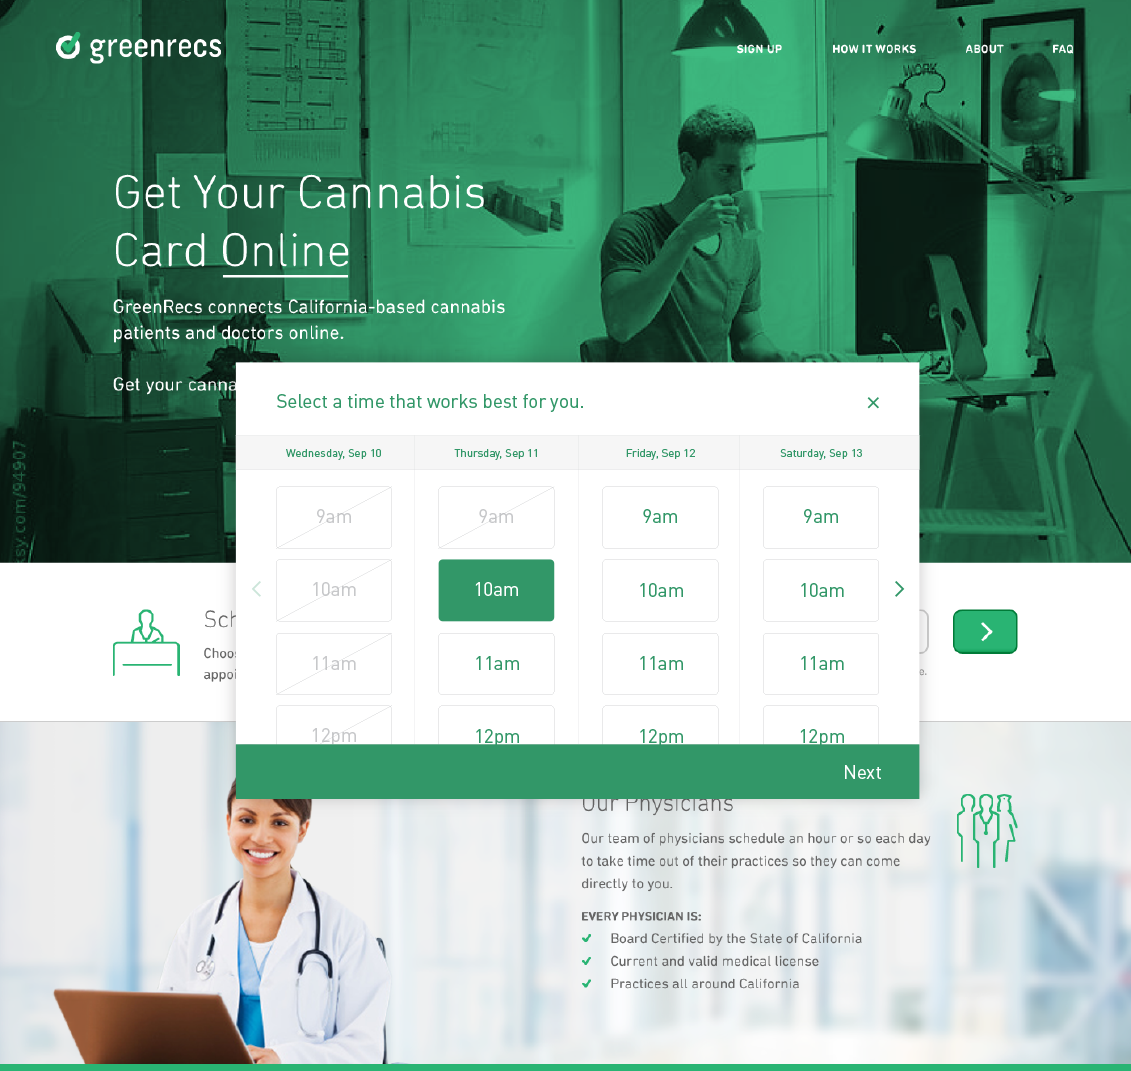 greenrecs
SIGN UP
HOW IT WORKS
ABOUT
FAQ
WORK
Get Your Cannabis
Card Online
GreenRecs connects California-based cannabis
patients and doctors online.
Get your canna
Select a time that works best for you.
×
Wednesday, Sep 10
Thursday, Sep 11
Friday, Sep 12
Saturday, Sep 13
9am
9am
9am
9am
10am
10am
10am
10am
11am
11am
11am
11am
12pm
12pm
12pm
12pm
Next
Sch
Choos
appoi
e.
sy.com/94907
Our Physicians
Our team of physicians schedule an hour or so each day
to take time out of their practices so they can come
directly to you.
EVERY PHYSICIAN IS:
Board Certified by the State of California
Current and valid medical license
Practices all around California